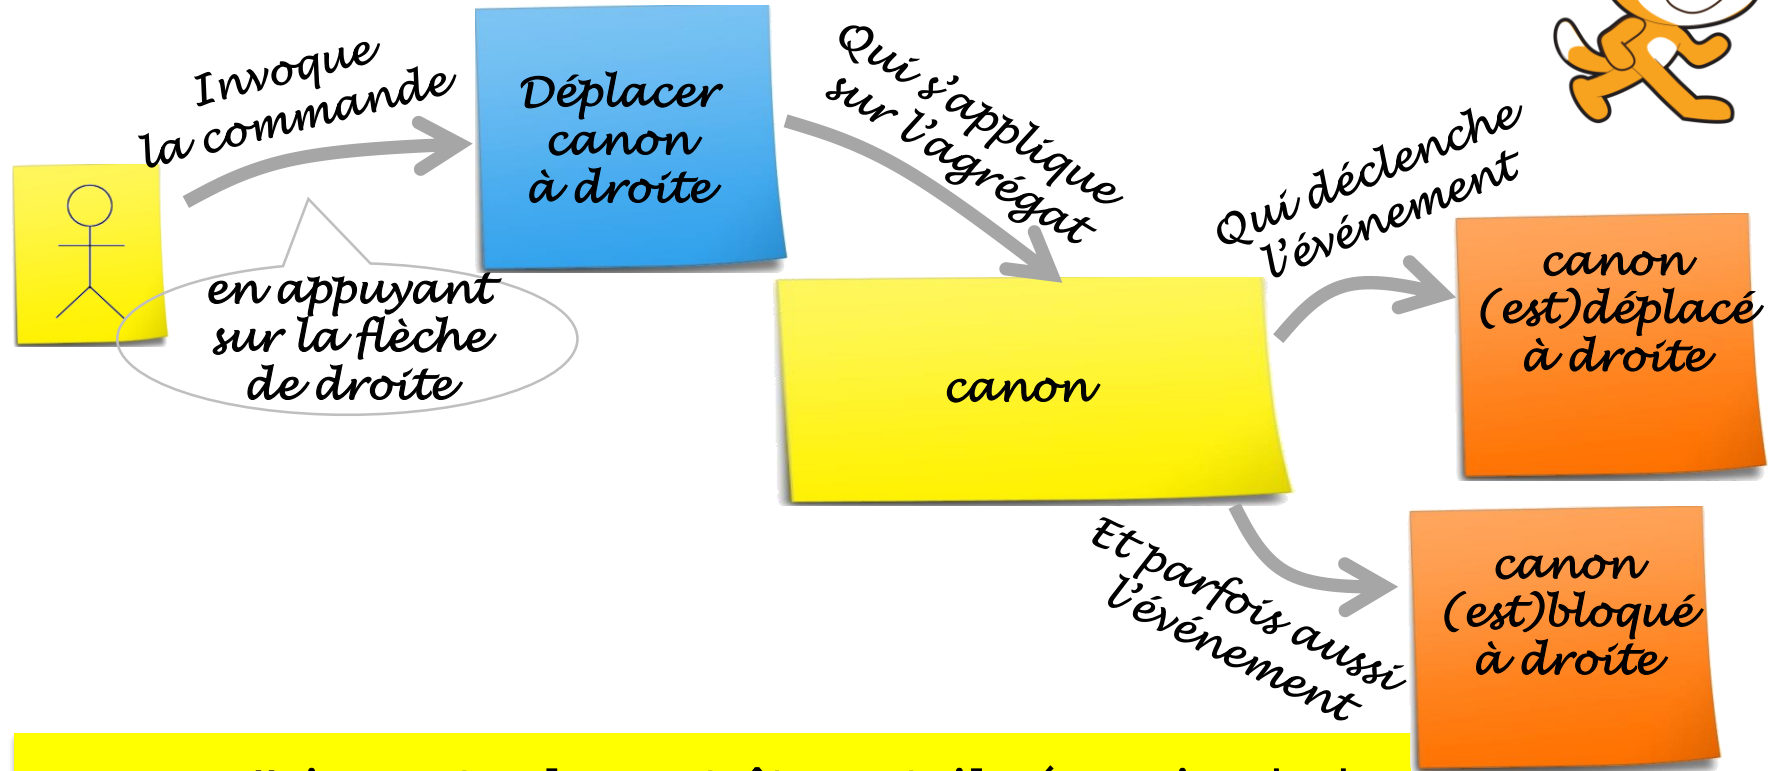 Invoque
la commande
en appuyant
sur la flèche
de droite
Déplacer
canon
à droite
Qui s'applique
sur l'agrégat
canon
Qui déclenche
l'événement
canon
(est)déplacé
à droite
Et parfois aussi
l'événement
canon
(est)bloqué
à droite